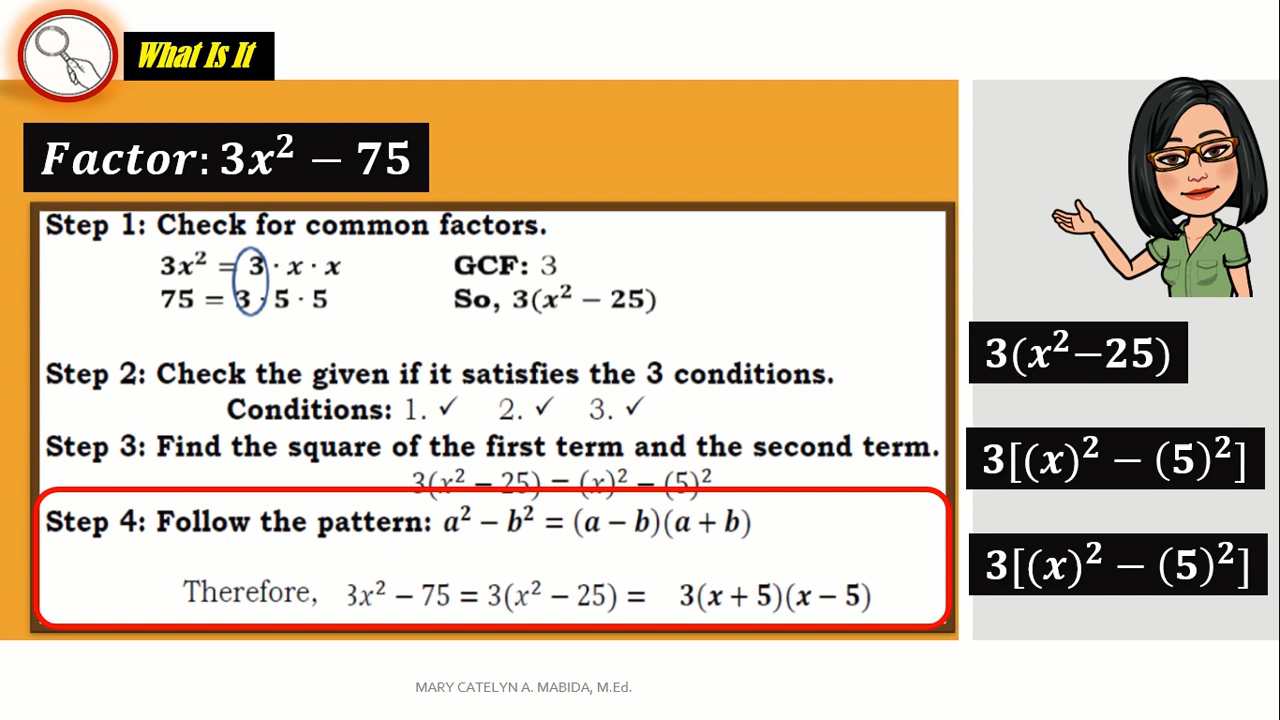 What Is It
Factor: 3x² − 75
Step 1: Check for common factors.
3x² = 3 · x · x GCF: 3
75 = 3 · 5 · 5 So, 3(x² − 25)
Step 2: Check the given if it satisfies the 3 conditions.
Conditions: 1. ✓ 2. ✓ 3. ✓
Step 3: Find the square of the first term and the second term.
3(x² − 25) = (x)² − (5)²
Step 4: Follow the pattern: a² − b² = (a − b)(a + b)
Therefore, 3x² − 75 = 3(x² − 25) = 3(x + 5)(x − 5)
3(x²−25)
3[(x)² − (5)²]
3[(x)² − (5)²]
MARY CATELYN A. MABIDA, M.Ed.